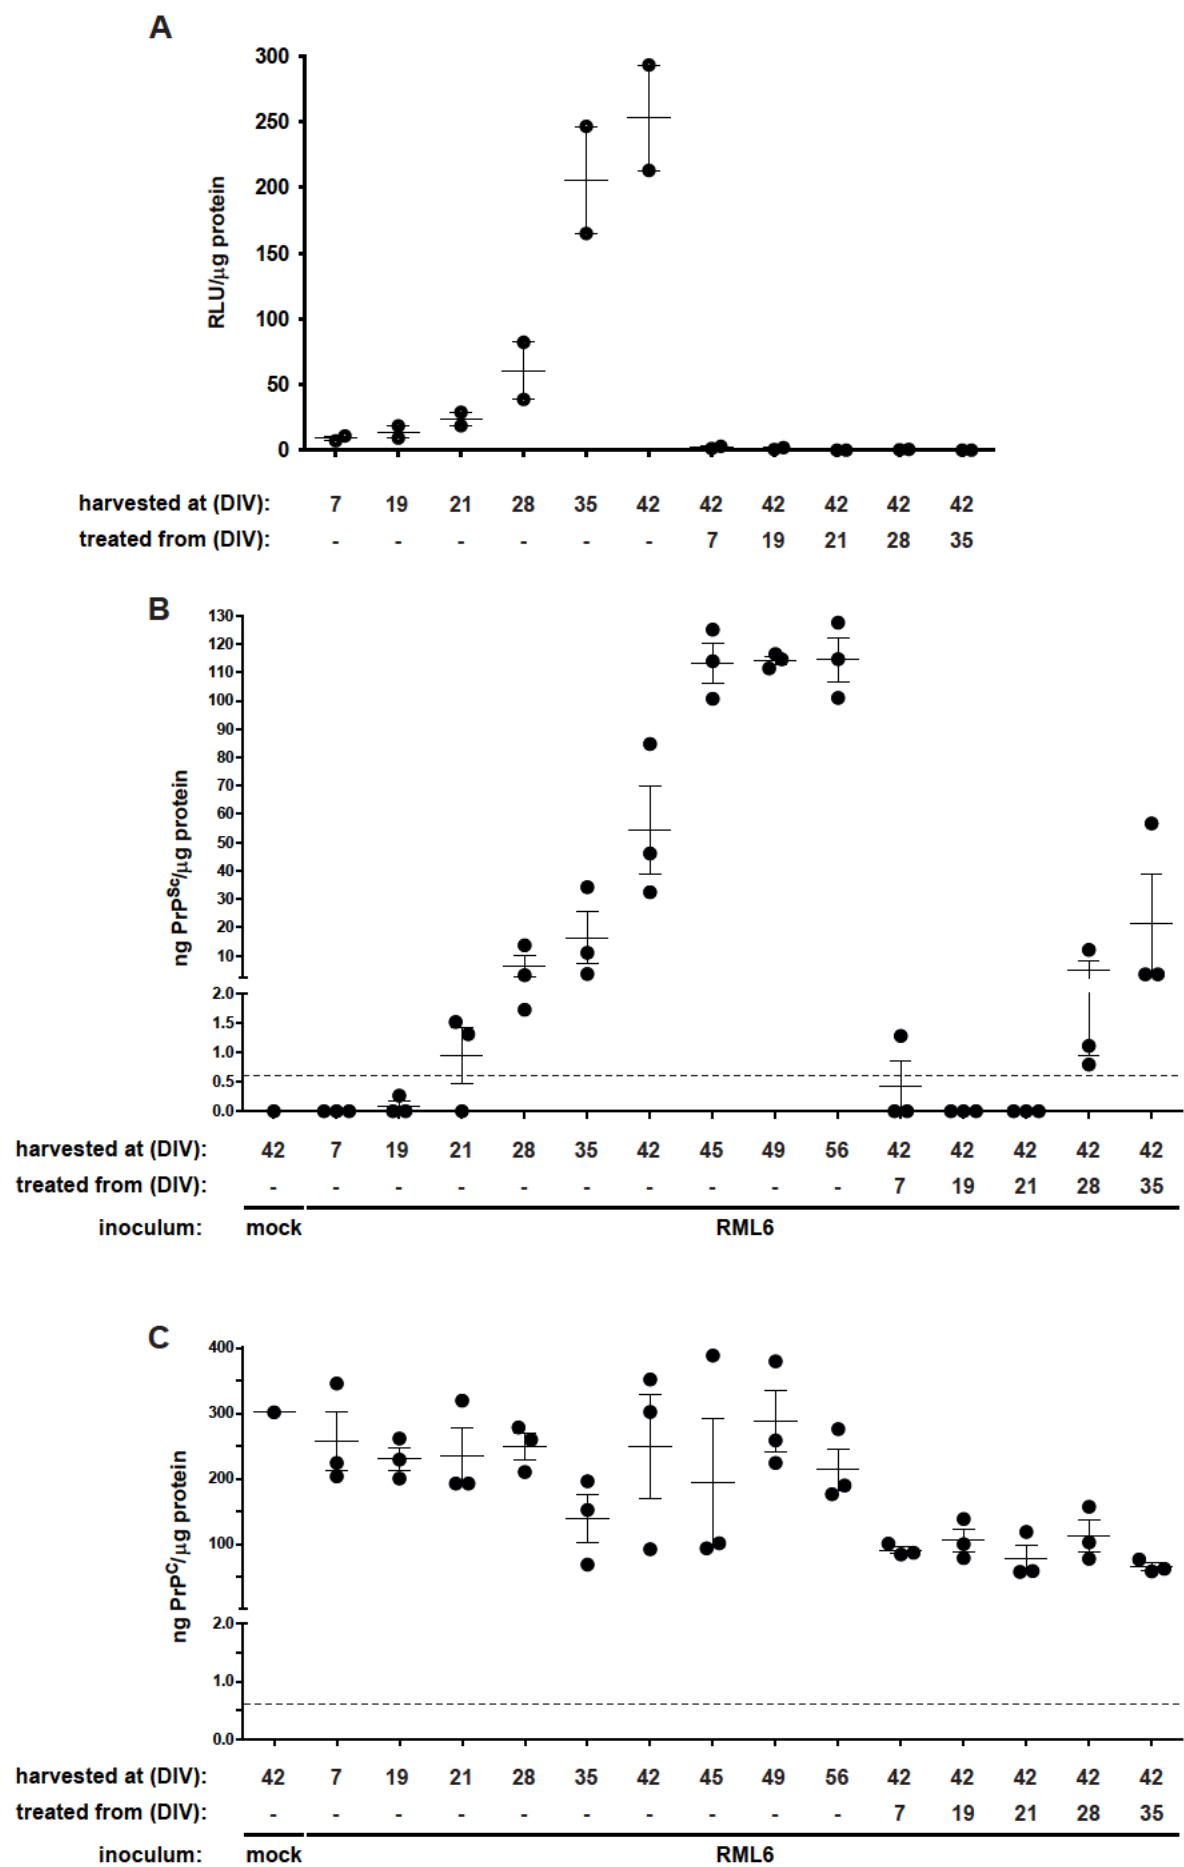 A
300
250
200
150
100
50
0
RLU/µg protein
harvested at (DIV): 7 19 21 28 35 42 42 42 42 42 42
treated from (DIV): - - - - - - 7 19 21 28 35
B
130
120
110
100
90
80
70
60
50
40
30
20
10
2.0
1.5
1.0
0.5
0.0
ng PrPSc/µg protein
harvested at (DIV): 42 7 19 21 28 35 42 45 49 56 42 42 42 42 42
treated from (DIV): - - - - - - - - - - 7 19 21 28 35
inoculum: mock RML6
C
400
300
200
100
2.0
1.0
0.0
ng PrPC/µg protein
harvested at (DIV): 42 7 19 21 28 35 42 45 49 56 42 42 42 42 42
treated from (DIV): - - - - - - - - - - 7 19 21 28 35
inoculum: mock RML6